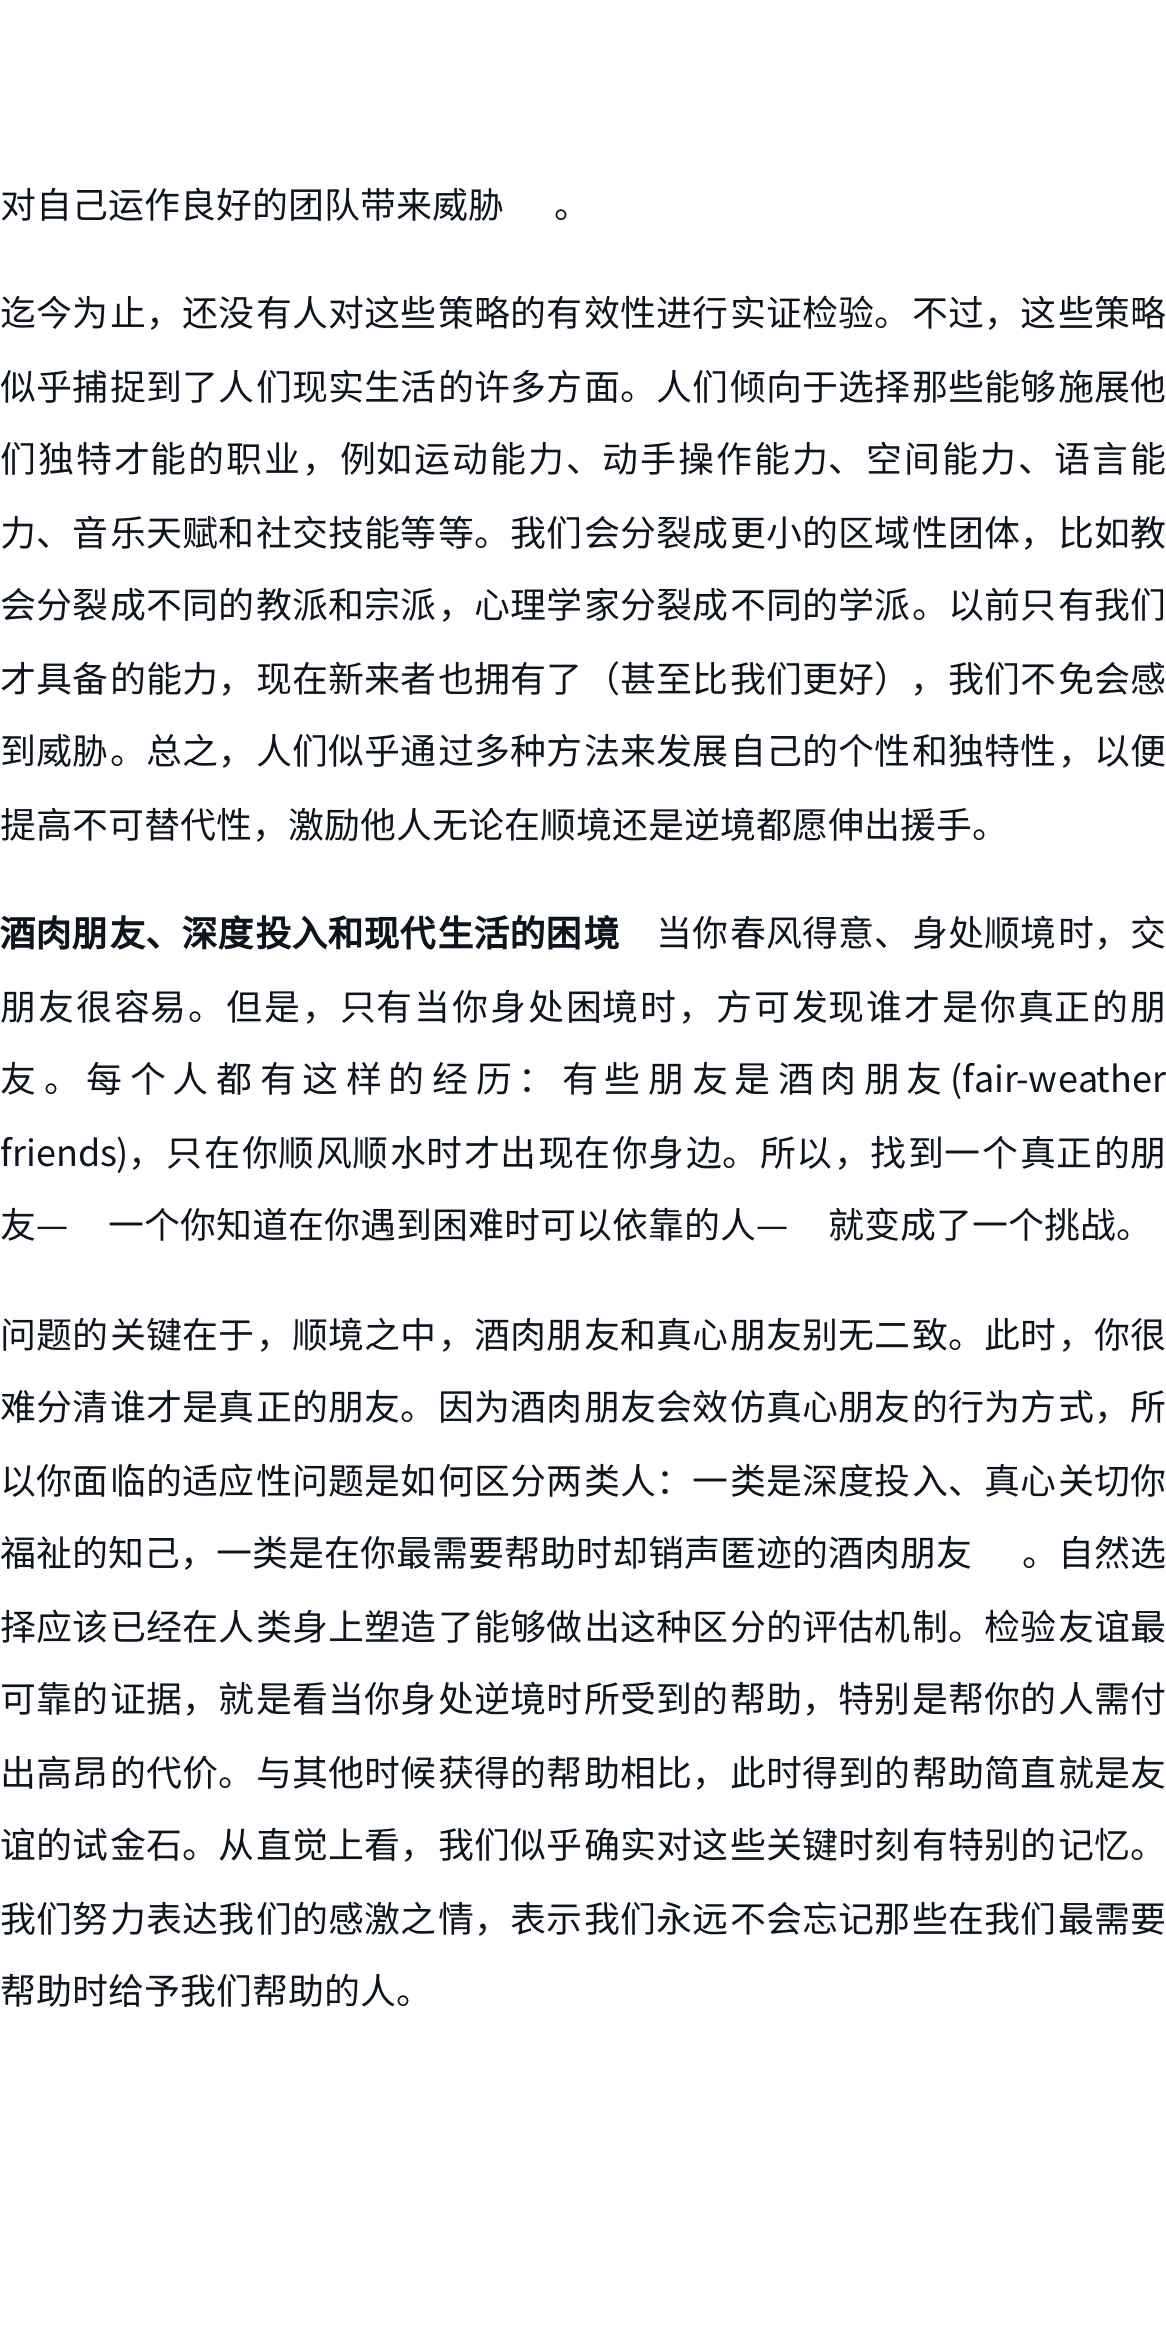 对自己运作良好的团队带来威胁 。
迄今为止，还没有人对这些策略的有效性进行实证检验。不过，这些策略
似乎捕捉到了人们现实生活的许多方面。人们倾向于选择那些能够施展他
们独特才能的职业，例如运动能力、动手操作能力、空间能力、语言能
力、音乐天赋和社交技能等等。我们会分裂成更小的区域性团体，比如教
会分裂成不同的教派和宗派，心理学家分裂成不同的学派。以前只有我们
才具备的能力，现在新来者也拥有了（甚至比我们更好），我们不免会感
到威胁。总之，人们似乎通过多种方法来发展自己的个性和独特性，以便
提高不可替代性，激励他人无论在顺境还是逆境都愿伸出援手。
酒肉朋友、深度投入和现代生活的困境 当你春风得意、身处顺境时，交
朋友很容易。但是，只有当你身处困境时，方可发现谁才是你真正的朋
友。每个人都有这样的经历：有些朋友是酒肉朋友(fair-weather
friends)，只在你顺风顺水时才出现在你身边。所以，找到一个真正的朋
友— 一个你知道在你遇到困难时可以依靠的人— 就变成了一个挑战。
问题的关键在于，顺境之中，酒肉朋友和真心朋友别无二致。此时，你很
难分清谁才是真正的朋友。因为酒肉朋友会效仿真心朋友的行为方式，所
以你面临的适应性问题是如何区分两类人：一类是深度投入、真心关切你
福祉的知己，一类是在你最需要帮助时却销声匿迹的酒肉朋友 。自然选
择应该已经在人类身上塑造了能够做出这种区分的评估机制。检验友谊最
可靠的证据，就是看当你身处逆境时所受到的帮助，特别是帮你的人需付
出高昂的代价。与其他时候获得的帮助相比，此时得到的帮助简直就是友
谊的试金石。从直觉上看，我们似乎确实对这些关键时刻有特别的记忆。
我们努力表达我们的感激之情，表示我们永远不会忘记那些在我们最需要
帮助时给予我们帮助的人。